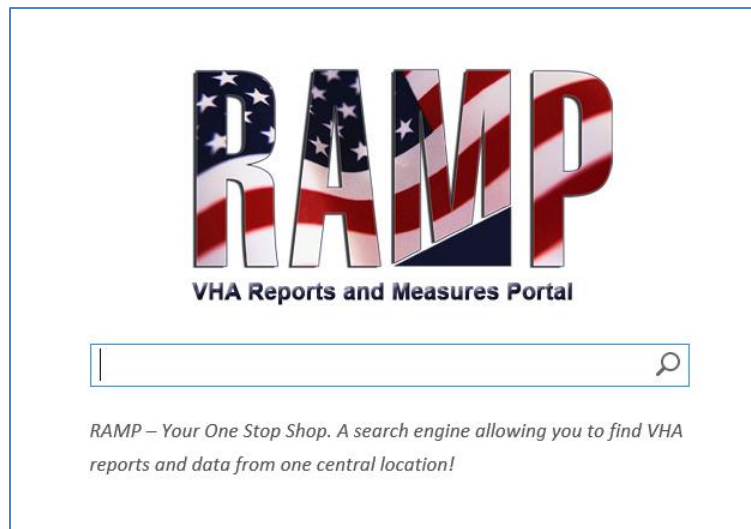 RAMP
VHA Reports and Measures Portal
RAMP – Your One Stop Shop. A search engine allowing you to find VHA
reports and data from one central location!